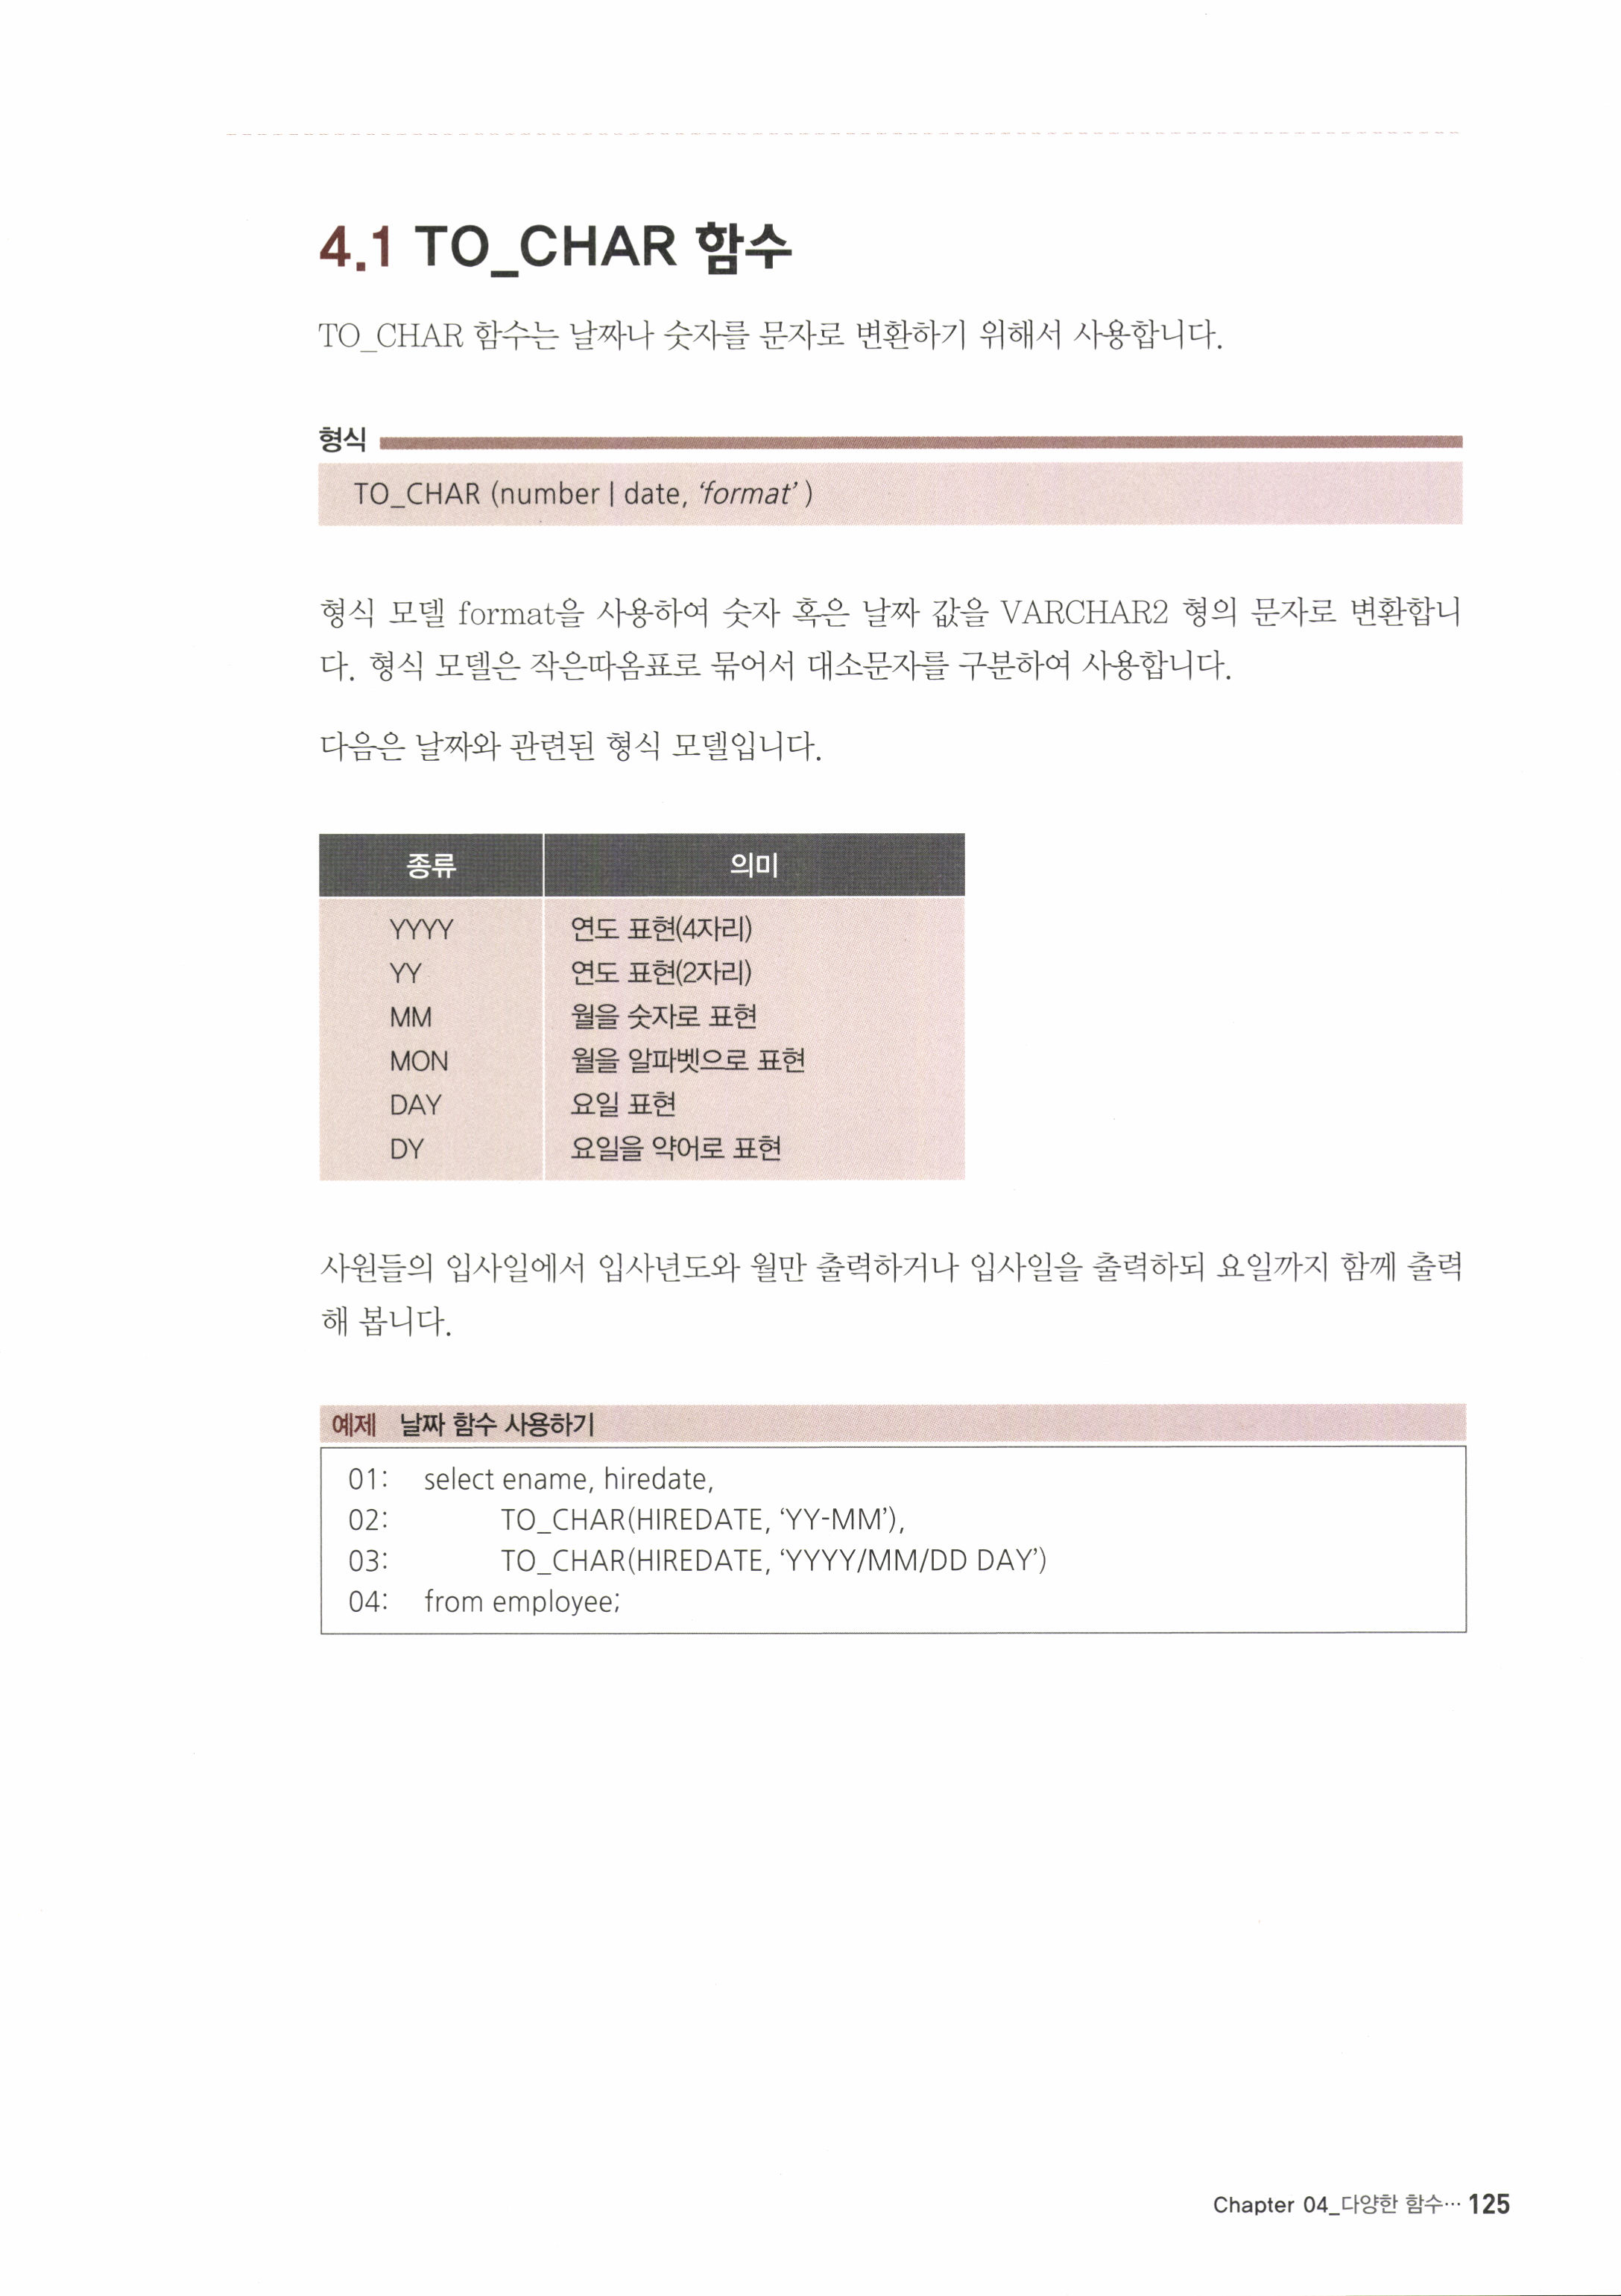 4.1 TO_CHAR 함수
TO_CHAR 함수는 날짜나 숫자를 문자로 변환하기 위해서 사용합니다.
형식
TO_CHAR (number | date, ‘format’ )
형식 모델 format을 사용하여 숫자 혹은 날짜 값을 VARCHAR2 형의 문자로 변환합니
다. 형식 모델은 작은따옴표로 묶어서 대소문자를 구분하여 사용합니다.
다음은 날짜와 관련된 형식 모델입니다.
종류 의미
YYYY 연도 표현(4자리)
YY 연도 표현(2자리)
MM 월을 숫자로 표현
MON 월을 알파벳으로 표현
DAY 요일 표현
DY 요일을 약어로 표현
사원들의 입사일에서 입사년도와 월만 출력하거나 입사일을 출력하되 요일까지 함께 출력
해 봅니다.
예제 날짜 함수 사용하기
01: select ename, hiredate,
02: TO_CHAR(HIREDATE, ‘YY-MM’),
03: TO_CHAR(HIREDATE, ‘YYYY/MM/DD DAY’)
04: from employee;
Chapter 04_다양한 함수… 125